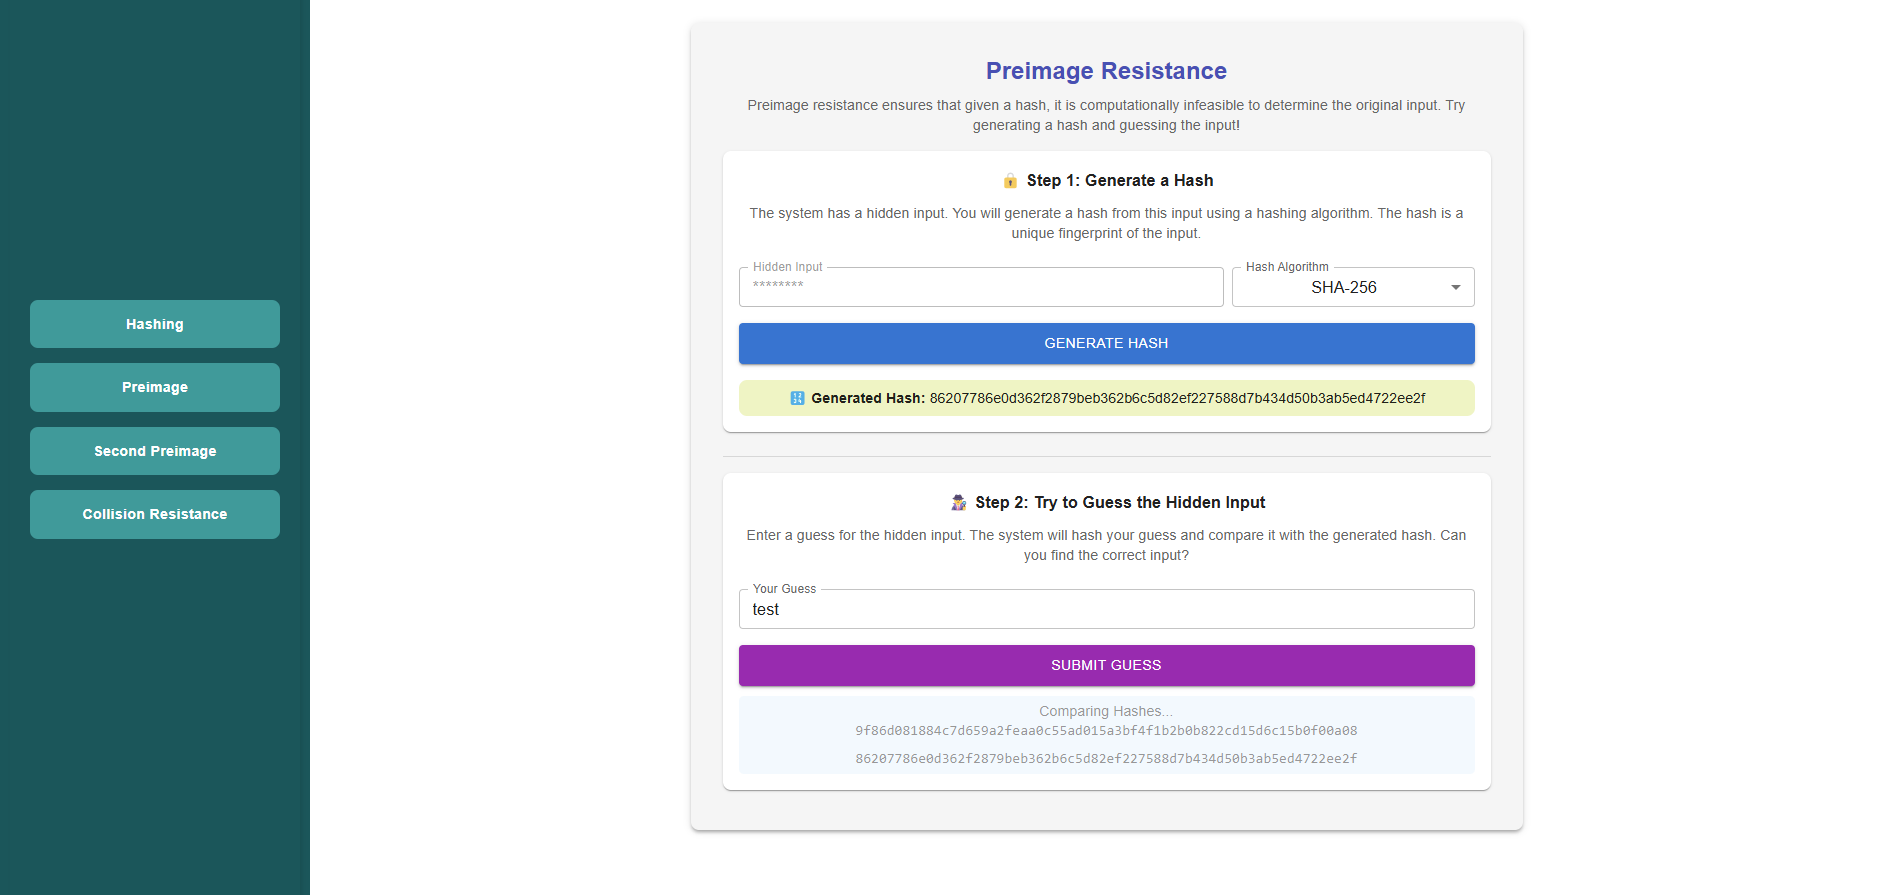 Hashing
Preimage
Second Preimage
Collision Resistance
Preimage Resistance
Preimage resistance ensures that given a hash, it is computationally infeasible to determine the original input. Try
generating a hash and guessing the input!
Step 1: Generate a Hash
The system has a hidden input. You will generate a hash from this input using a hashing algorithm. The hash is a
unique fingerprint of the input.
Hidden Input
********
Hash Algorithm
SHA-256
GENERATE HASH
Generated Hash: 86207786e0d362f2879beb362b6c5d82ef227588d7b434d50b3ab5ed4722ee2f
Step 2: Try to Guess the Hidden Input
Enter a guess for the hidden input. The system will hash your guess and compare it with the generated hash. Can
you find the correct input?
Your Guess
test
SUBMIT GUESS
Comparing Hashes...
9f86d081884c7d659a2feaa0c55ad015a3bf4f1b2b0b822cd15d6c15b0f00a08
86207786e0d362f2879beb362b6c5d82ef227588d7b434d50b3ab5ed4722ee2f